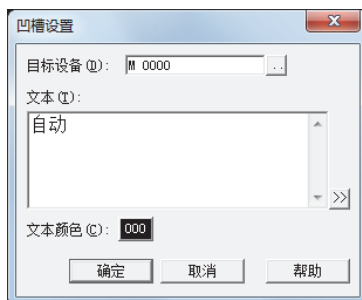 凹槽设置
目标设备(D): M 0000 ..
文本(T):
自动
>>
文本颜色(C): 000
确定 取消 帮助